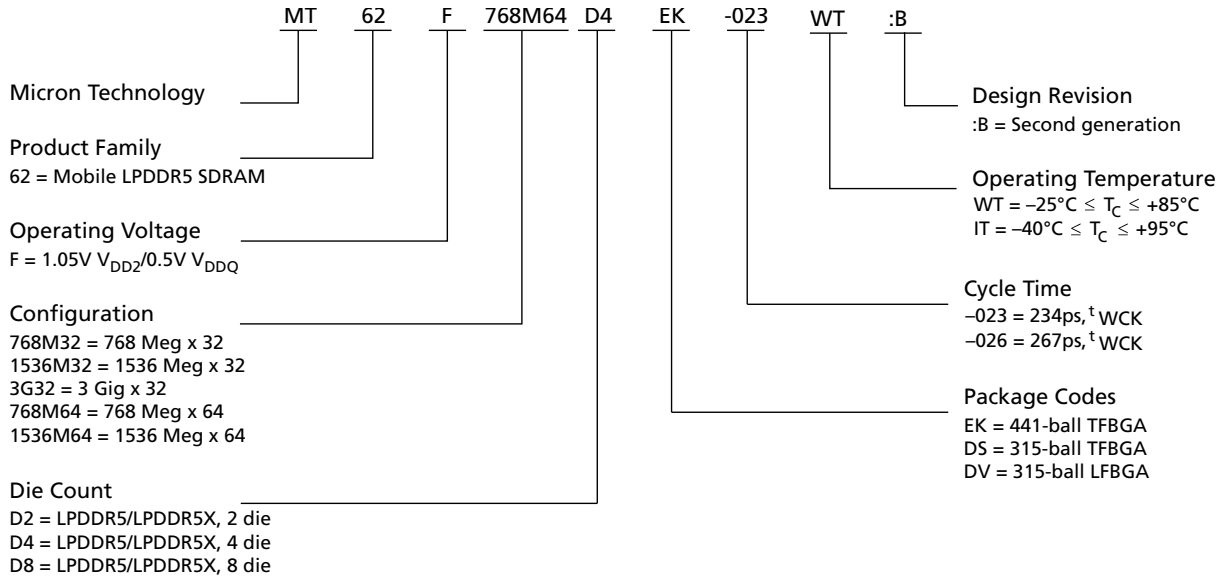 MT 62 F 768M64 D4 EK -023 WT :B
Micron Technology
Product Family
62 = Mobile LPDDR5 SDRAM
Operating Voltage
F = 1.05V VDD2/0.5V VDDQ
Configuration
768M32 = 768 Meg x 32
1536M32 = 1536 Meg x 32
3G32 = 3 Gig x 32
768M64 = 768 Meg x 64
1536M64 = 1536 Meg x 64
Die Count
D2 = LPDDR5/LPDDR5X, 2 die
D4 = LPDDR5/LPDDR5X, 4 die
D8 = LPDDR5/LPDDR5X, 8 die
Design Revision
:B = Second generation
Operating Temperature
WT = –25°C ≤ TC ≤ +85°C
IT = –40°C ≤ TC ≤ +95°C
Cycle Time
–023 = 234ps, tWCK
–026 = 267ps, tWCK
Package Codes
EK = 441-ball TFBGA
DS = 315-ball TFBGA
DV = 315-ball LFBGA